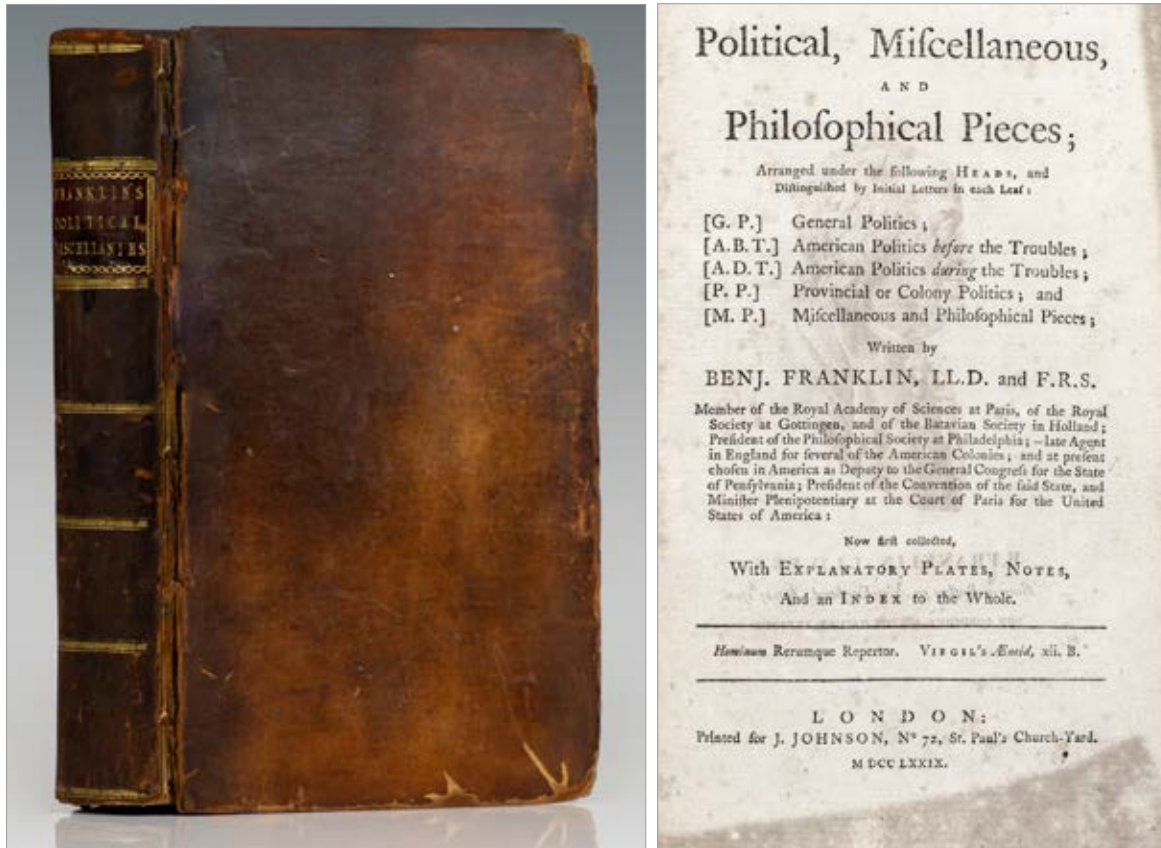 FRANKLIN'S
POLITICAL
MISCELLANIES
Political, Miſcellaneous,
AND
Philoſophical Pieces;
Arranged under the following HEADS, and
Diſtinguiſhed by Initial Letters in each Leaf:
[G. P.] General Politics;
[A.B.T.] American Politics before the Troubles;
[A.D.T.] American Politics during the Troubles;
[P. P.] Provincial or Colony Politics; and
[M. P.] Miſcellaneous and Philoſophical Pieces;
Written by
BENJ. FRANKLIN, LL.D. and F.R.S.
Member of the Royal Academy of Sciences at Paris, of the Royal
Society at Gottingen, and of the Batavian Society in Holland;
Preſident of the Philoſophical Society at Philadelphia; —late Agent
in England for ſeveral of the American Colonies; and at preſent
choſen in America as Deputy to the General Congreſs for the State
of Penſylvania; Preſident of the Convention of the ſaid State, and
Miniſter Plenipotentiary at the Court of Paris for the United
States of America:
Now firſt collected,
With EXPLANATORY PLATES, NOTES,
And an INDEX to the Whole.
Hominum Rerumque Repertor. VIRGIL's Æneid, xii. B.
LONDON:
Printed for J. JOHNSON, Nº 72, St. Paul's Church-Yard.
M DCC LXXIX.